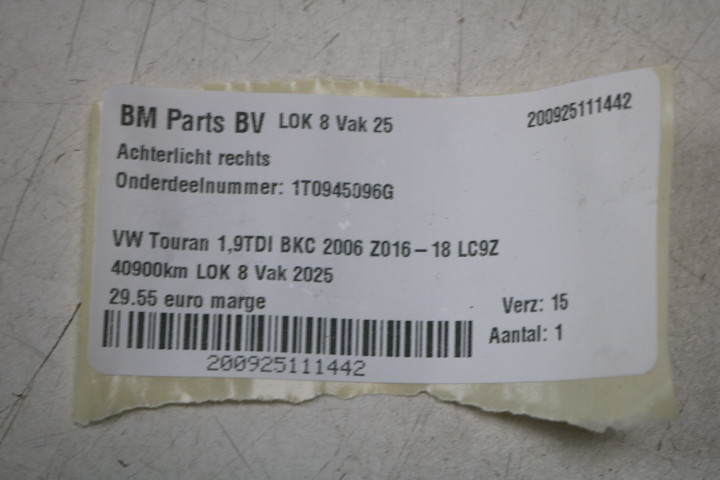 BM Parts BV LOK 8 Vak 25 200925111442
Achterlicht rechts
Onderdeelnummer: 1T0945096G
VW Touran 1,9TDI BKC 2006 Z016-18 LC9Z
40900km LOK 8 Vak 2025
29.55 euro marge Verz: 15
Aantal: 1
200925111442